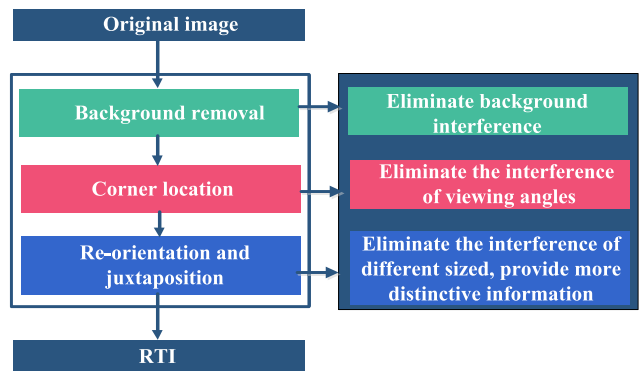 Original image
Background removal
Eliminate background
interference
Corner location
Eliminate the interference
of viewing angles
Re-orientation and
juxtaposition
Eliminate the interference of
different sized, provide more
distinctive information
RTI